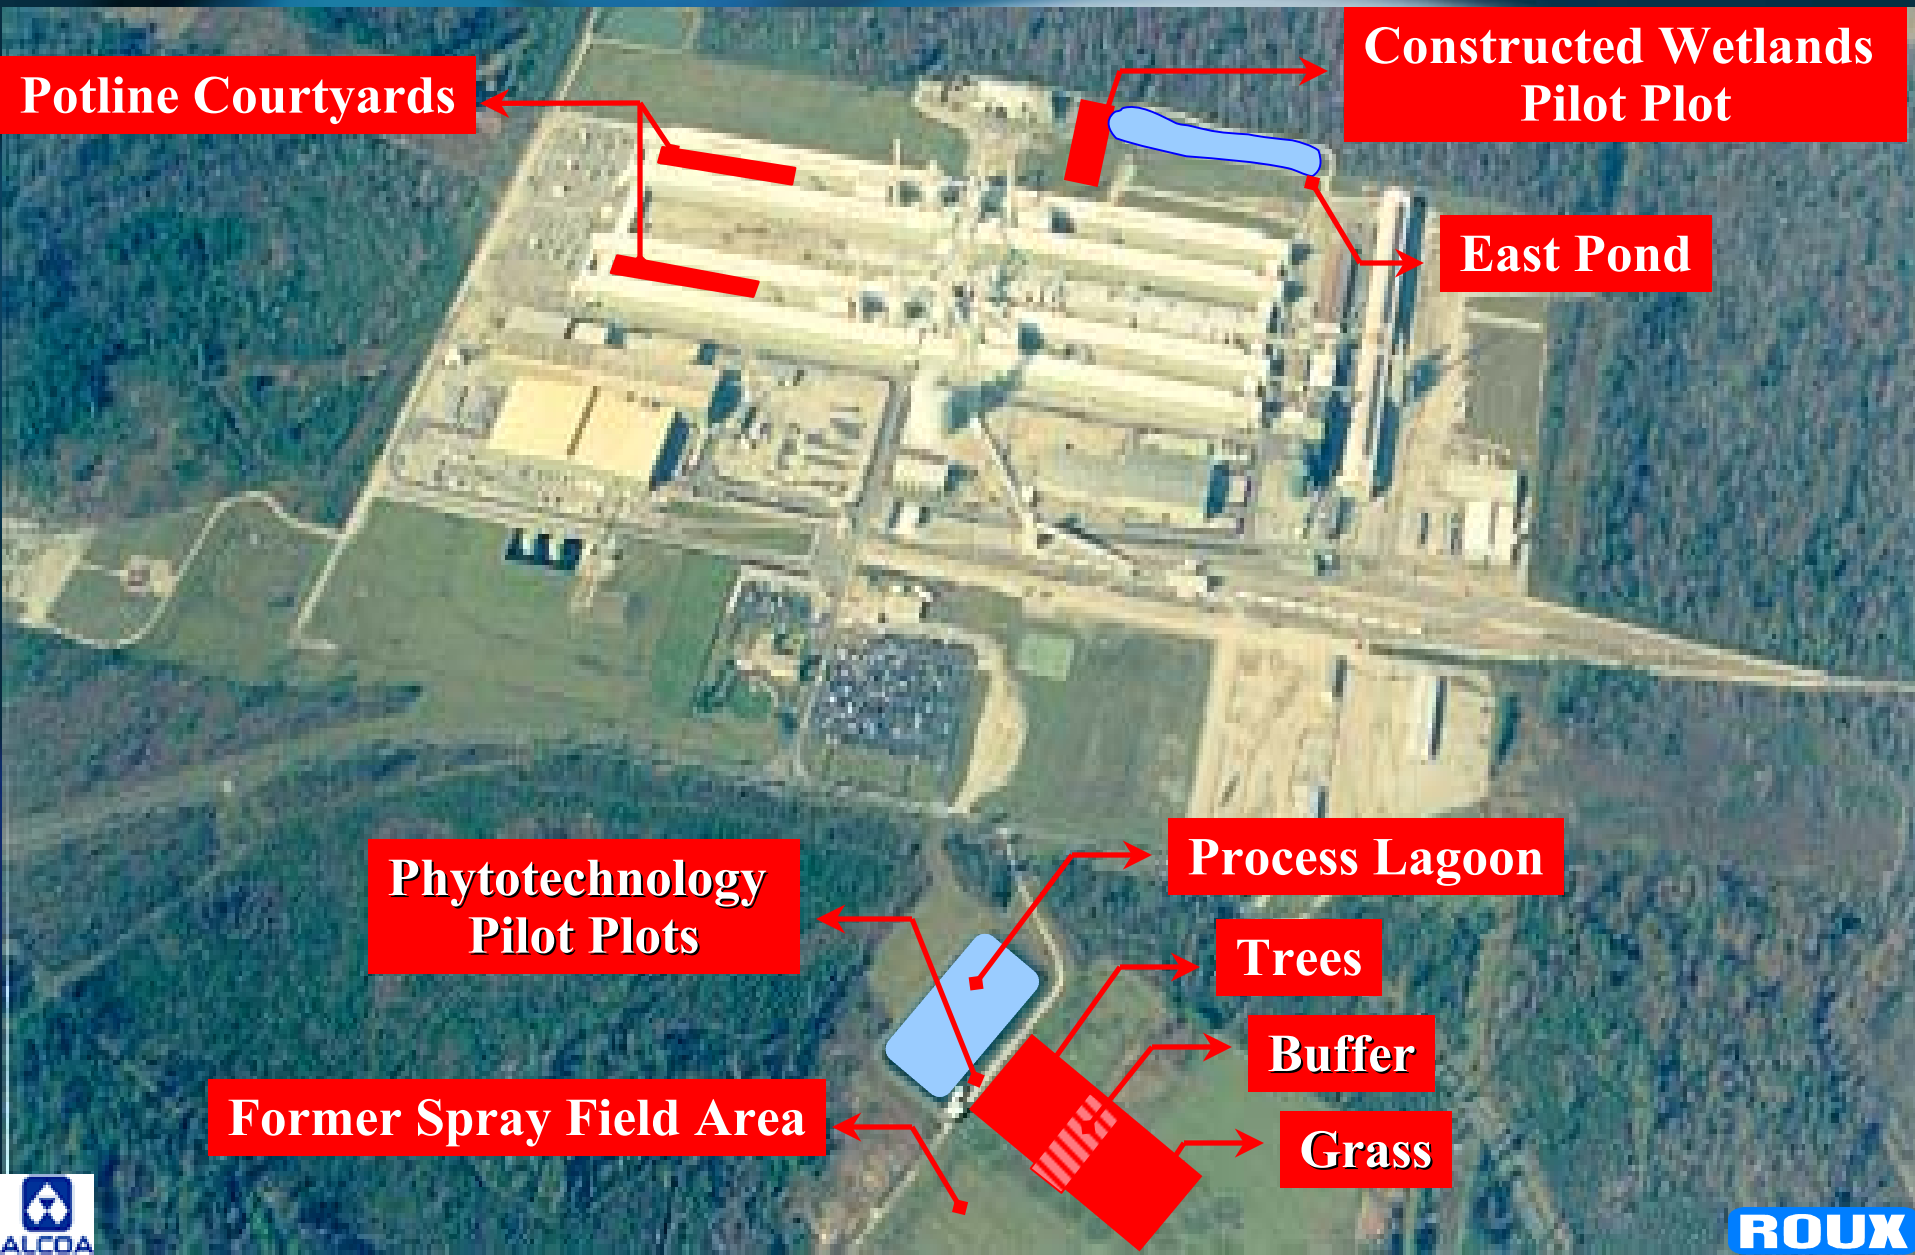 Constructed Wetlands
Pilot Plot
Potline Courtyards
East Pond
Process Lagoon
Phytotechnology
Pilot Plots
Trees
Buffer
Former Spray Field Area
Grass
ALCOA
ROUX